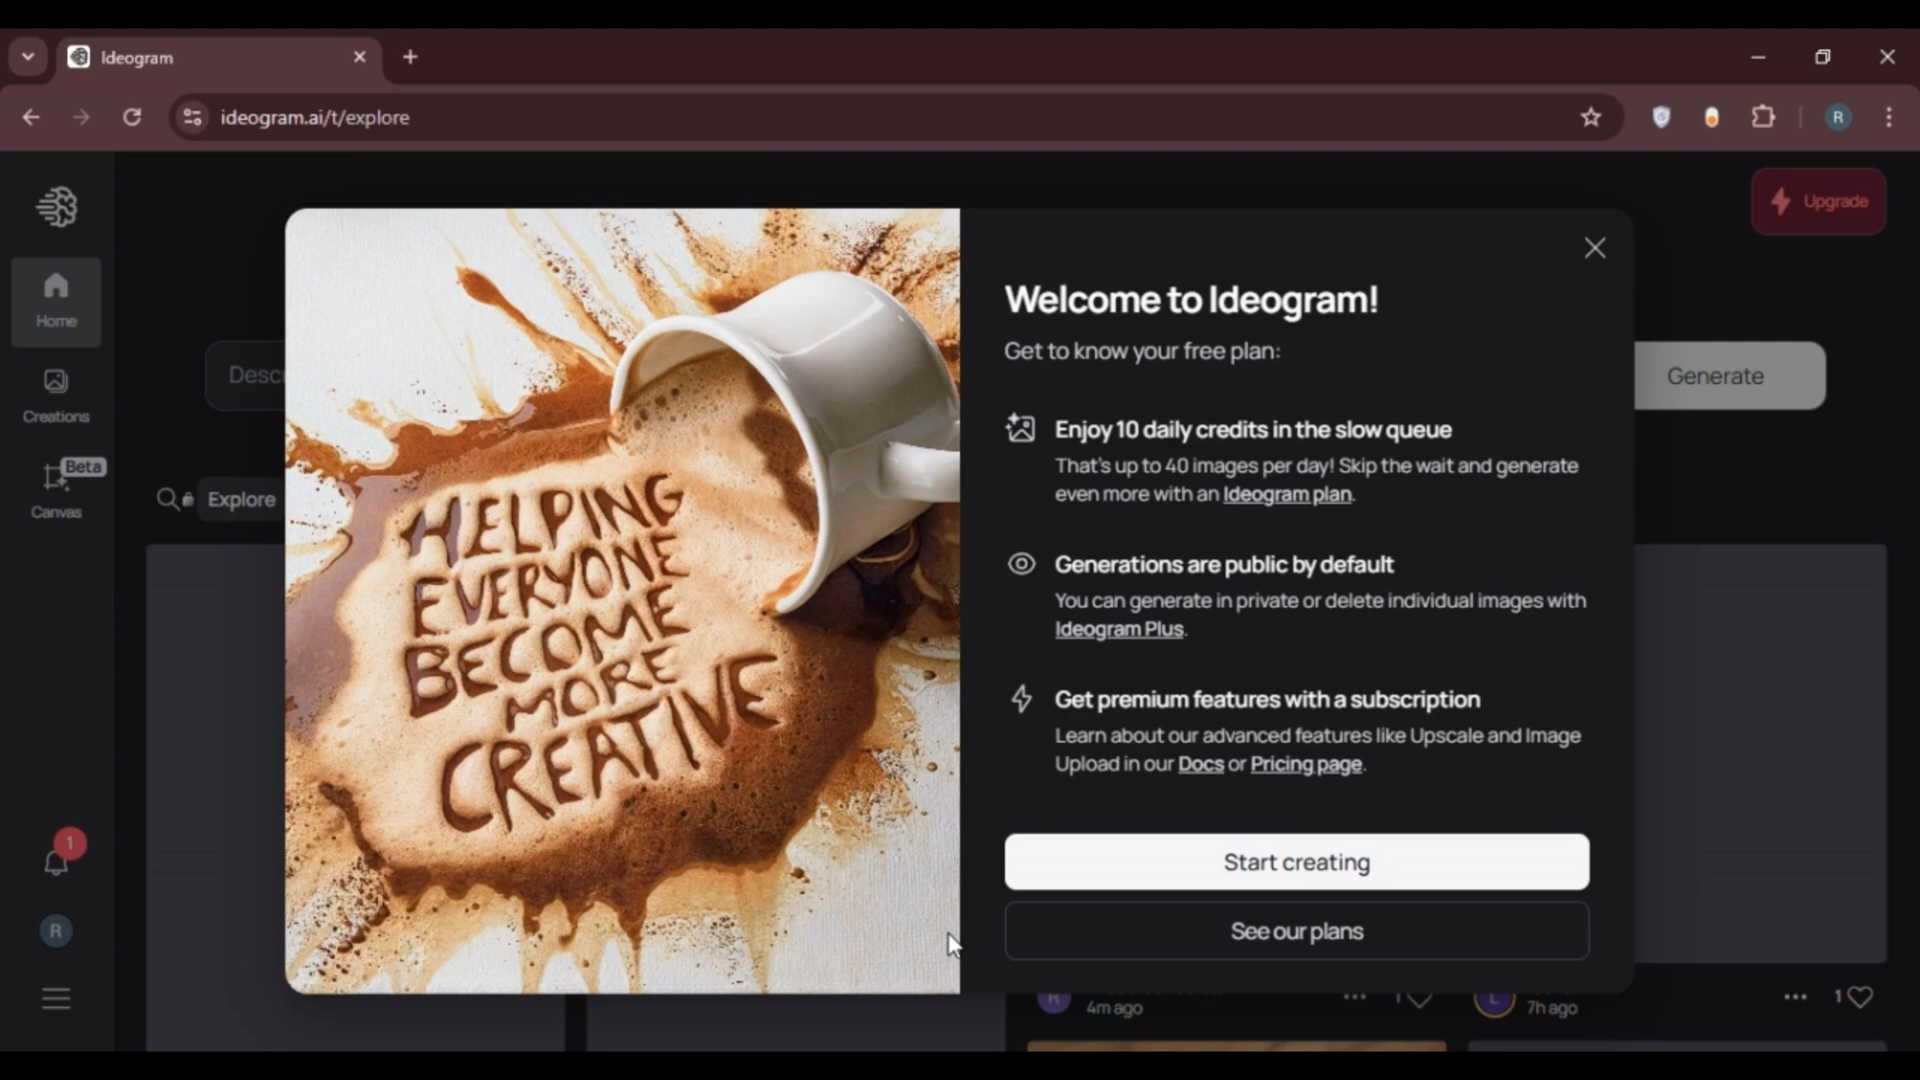 Ideogram
ideogram.ai/t/explore
R
Upgrade
Home
Creations
Beta
Canvas
Explore
Generate
HELPING
EVERYONE
BECOME
MORE
CREATIVE
Welcome to Ideogram!
Get to know your free plan:
Enjoy 10 daily credits in the slow queue
That's up to 40 images per day! Skip the wait and generate
even more with an Ideogram plan.
Generations are public by default
You can generate in private or delete individual images with
Ideogram Plus.
Get premium features with a subscription
Learn about our advanced features like Upscale and Image
Upload in our Docs or Pricing page.
Start creating
See our plans
1
R
4m ago
7h ago
1